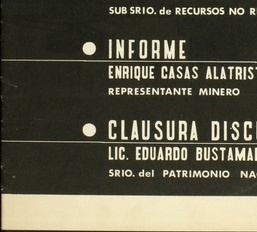 SUB SRIO. de RECURSOS NO R
INFORME
ENRIQUE CASAS ALATRIST
REPRESENTANTE MINERO
CLAUSURA DISCU
LIC. EDUARDO BUSTAMA
SRIO. del PATRIMONIO NA